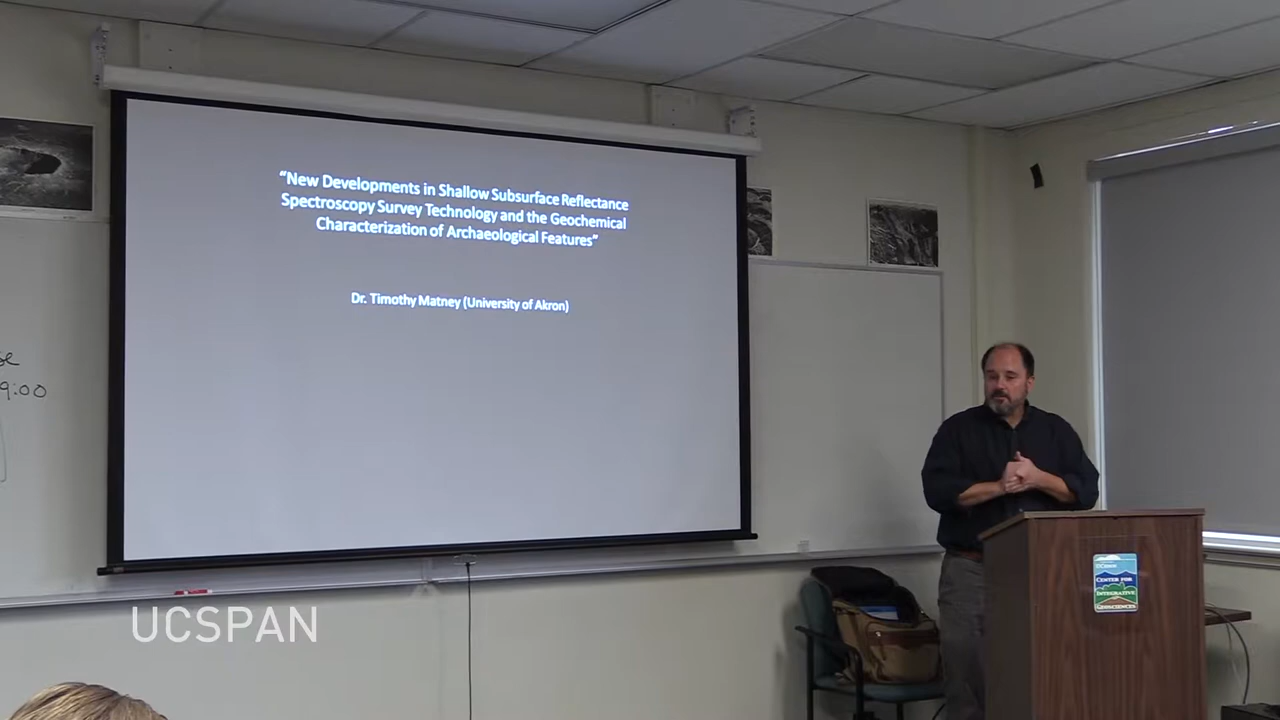 “New Developments in Shallow Subsurface Reflectance
Spectroscopy Survey Technology and the Geochemical
Characterization of Archaeological Features”
Dr. Timothy Matney (University of Akron)
9:00
UCSPAN
CENTER FOR
INTEGRATIVE
GEOSCIENCES